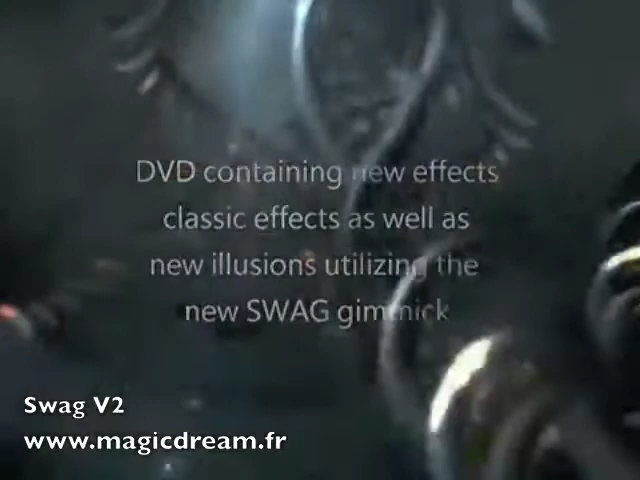 DVD containing new effects
classic effects as well as
new illusions utilizing the
new SWAG gimmick
Swag V2
www.magicdream.fr